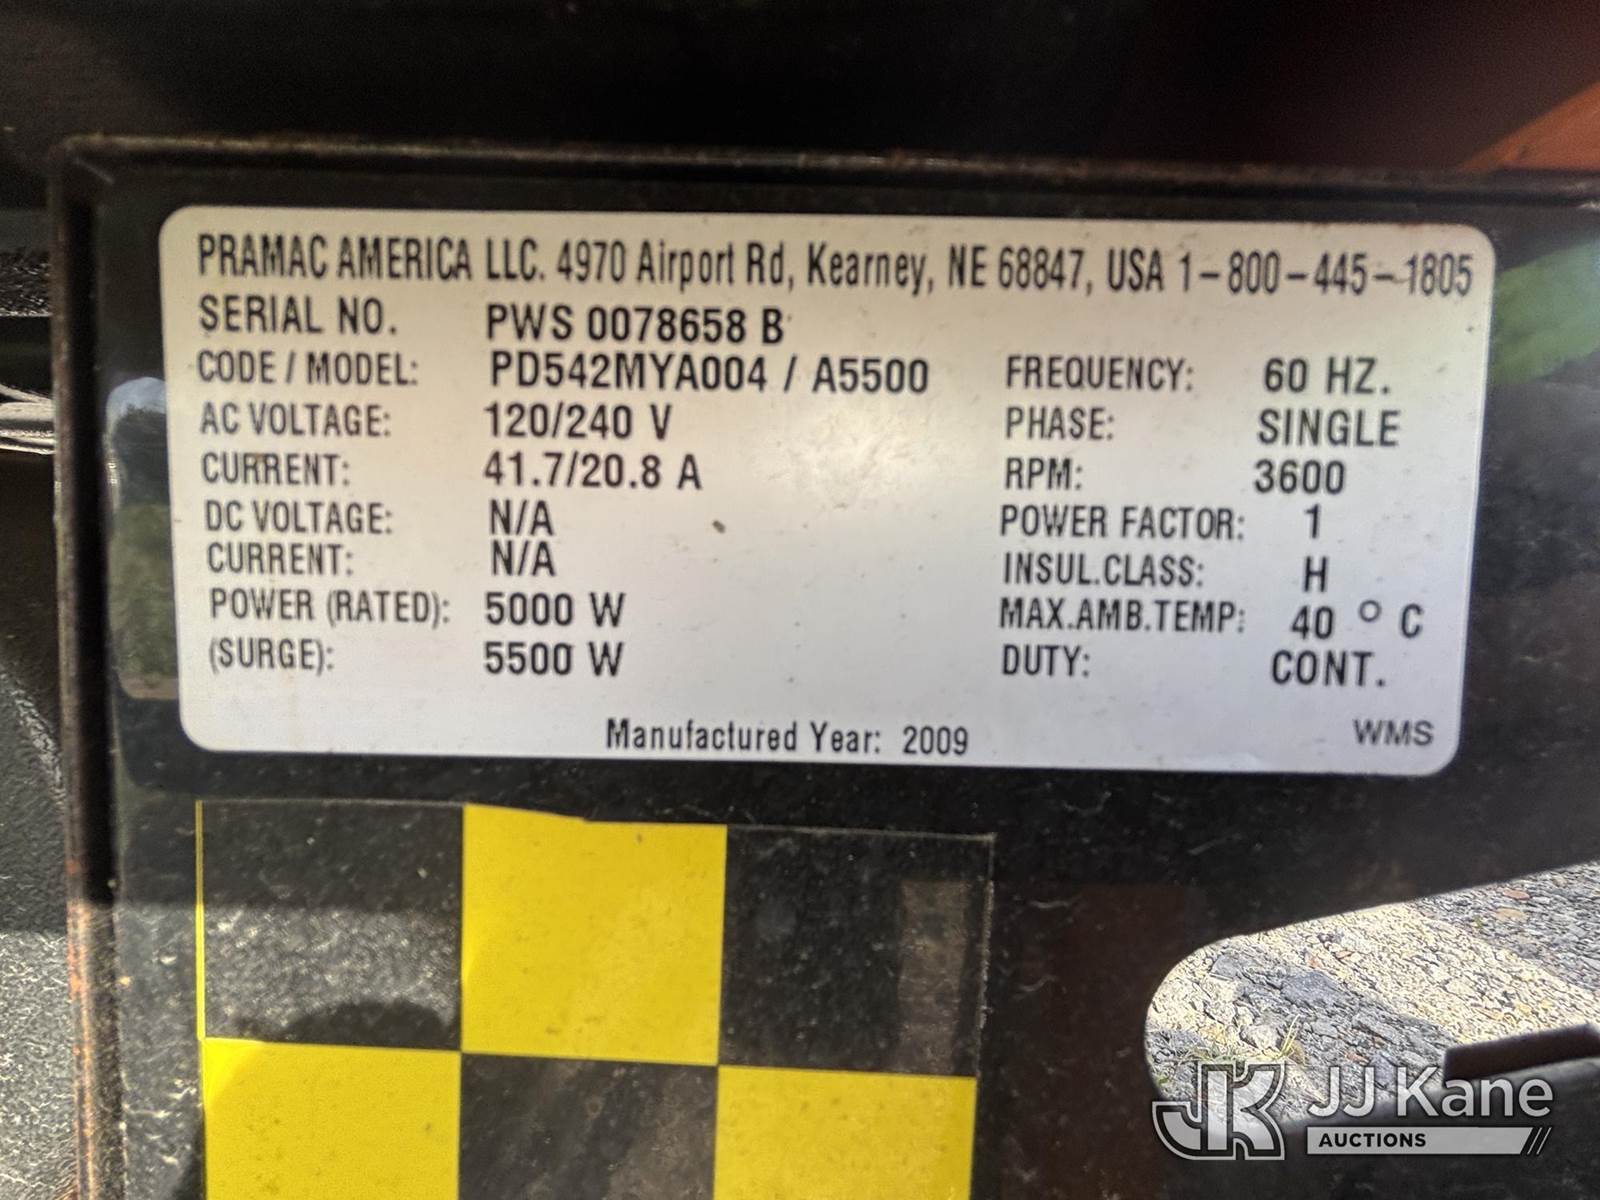 PRAMAC AMERICA LLC. 4970 Airport Rd, Kearney, NE 68847, USA 1-800-445-1805
SERIAL NO. PWS 0078658 B
CODE / MODEL: PD542MYA004 / A5500 FREQUENCY: 60 HZ.
AC VOLTAGE: 120/240 V PHASE: SINGLE
CURRENT: 41.7/20.8 A RPM: 3600
DC VOLTAGE: N/A POWER FACTOR: 1
CURRENT: N/A INSUL.CLASS: H
POWER (RATED): 5000 W MAX.AMB.TEMP: 40 ° C
(SURGE): 5500 W DUTY: CONT.
Manufactured Year: 2009 WMS
JK JJ Kane
AUCTIONS